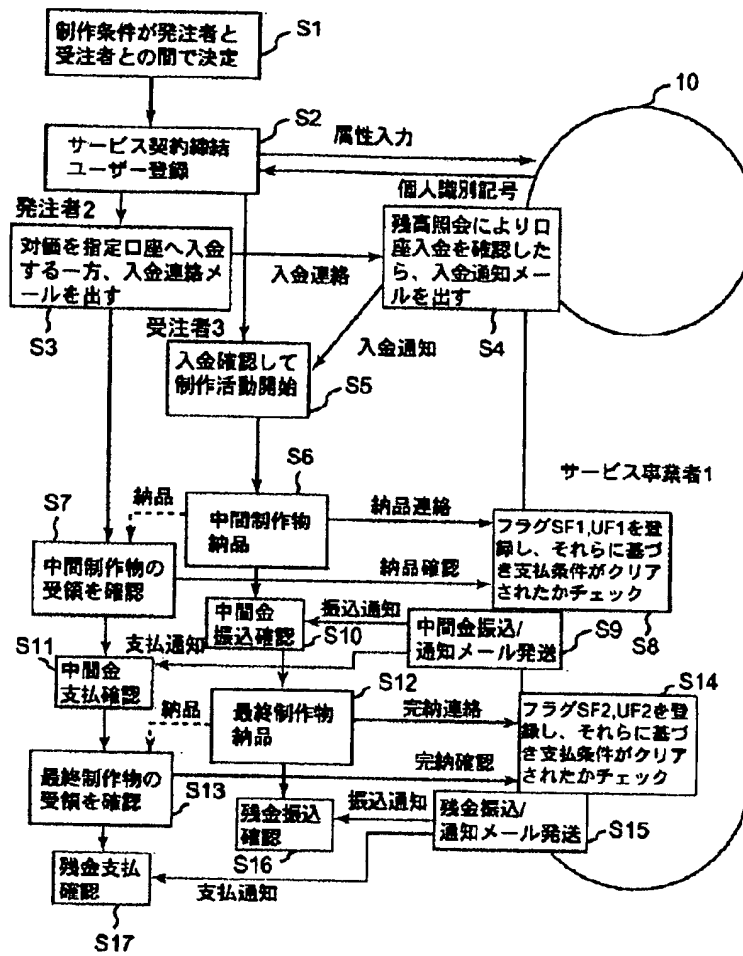 制作条件が発注者と
受注者との間で決定
S1
10
S2
サービス契約締結
ユーザー登録
属性入力
個人識別記号
発注者2
対価を指定口座へ入金
する一方、入金連絡メ
ールを出す
S3
入金連絡
残高照会により口
座入金を確認した
ら、入金通知メー
ルを出す
S4
受注者3
入金通知
入金確認して
制作活動開始
S5
サービス事業者1
S6
中間制作物
納品
納品
納品連絡
S7
中間制作物の
受領を確認
納品確認
フラグSF1,UF1を登
録し、それらに基づ
き支払条件がクリア
されたかチェック
S8
中間金
振込確認
S10
振込通知
中間金振込/
通知メール発送
S9
支払通知
S11
中間金
支払確認
S12
最終制作物
納品
納品
完納連絡
S14
フラグSF2,UF2を登
録し、それらに基づ
き支払条件がクリア
されたかチェック
最終制作物の
受領を確認
S13
完納確認
残金振込
確認
S16
振込通知
残金振込/
通知メール発送
S15
残金支払
確認
S17
支払通知